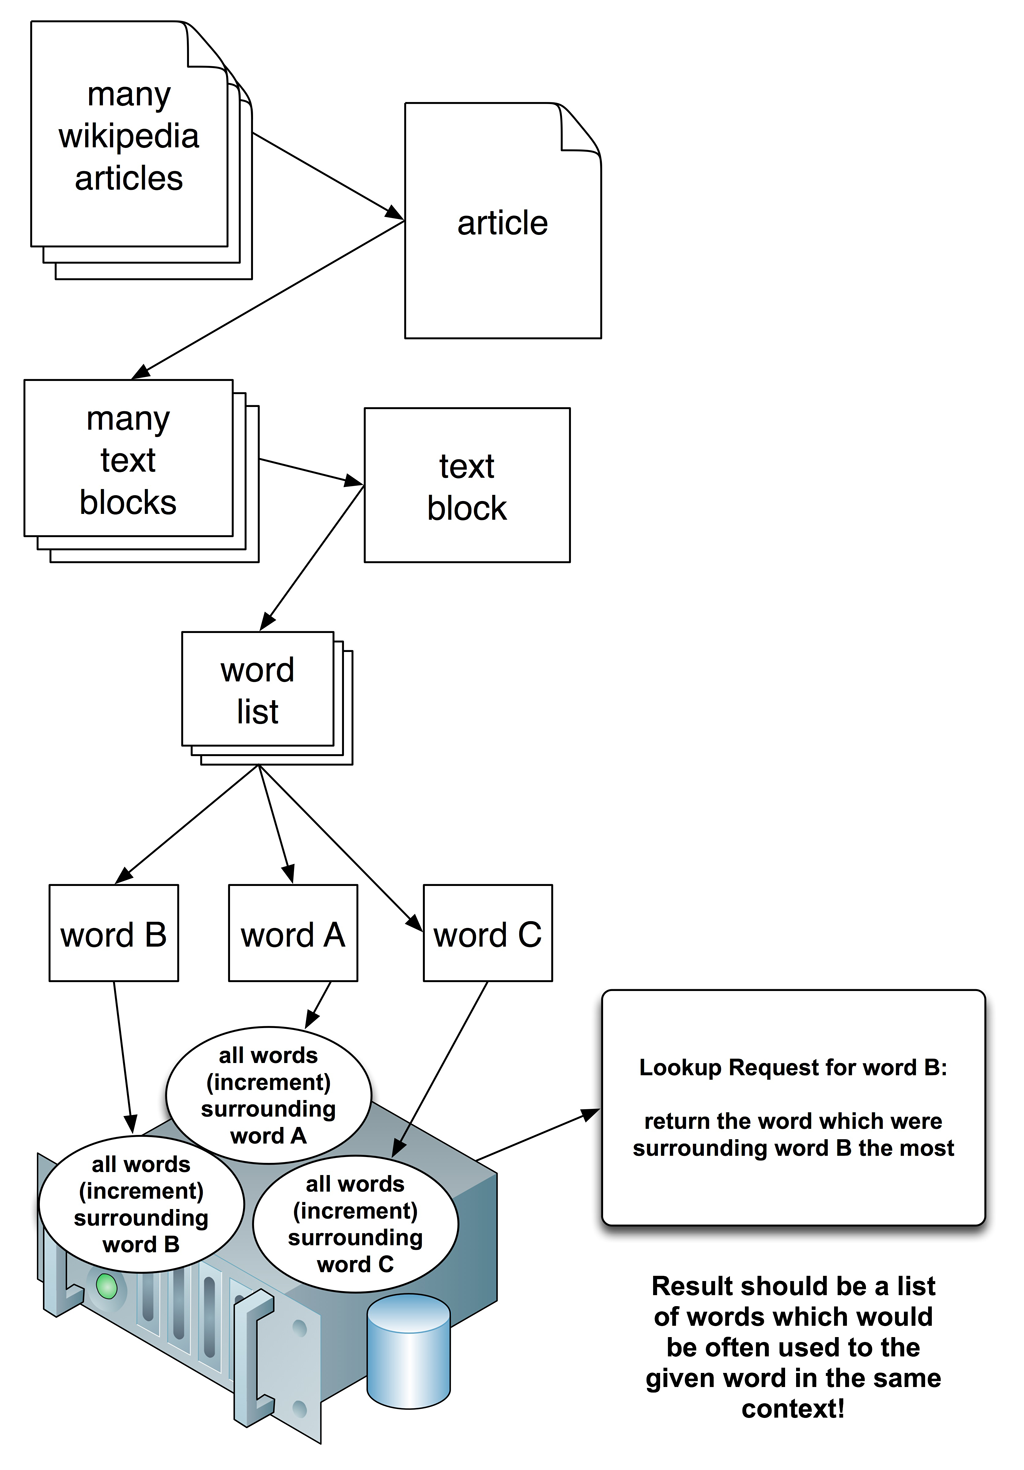 many
wikipedia
articles
article
many
text
blocks
text
block
word
list
word B
word A
word C
all words
(increment)
surrounding
word A
all words
(increment)
surrounding
word B
all words
(increment)
surrounding
word C
Lookup Request for word B:
return the word which were
surrounding word B the most
Result should be a list
of words which would
be often used to the
given word in the same
context!